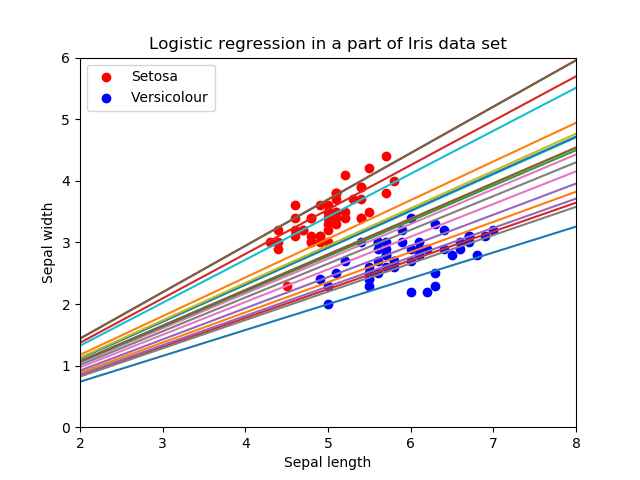 Logistic regression in a part of Iris data set
Setosa
Versicolour
6
5
4
3
2
1
0
Sepal width
2 3 4 5 6 7 8
Sepal length